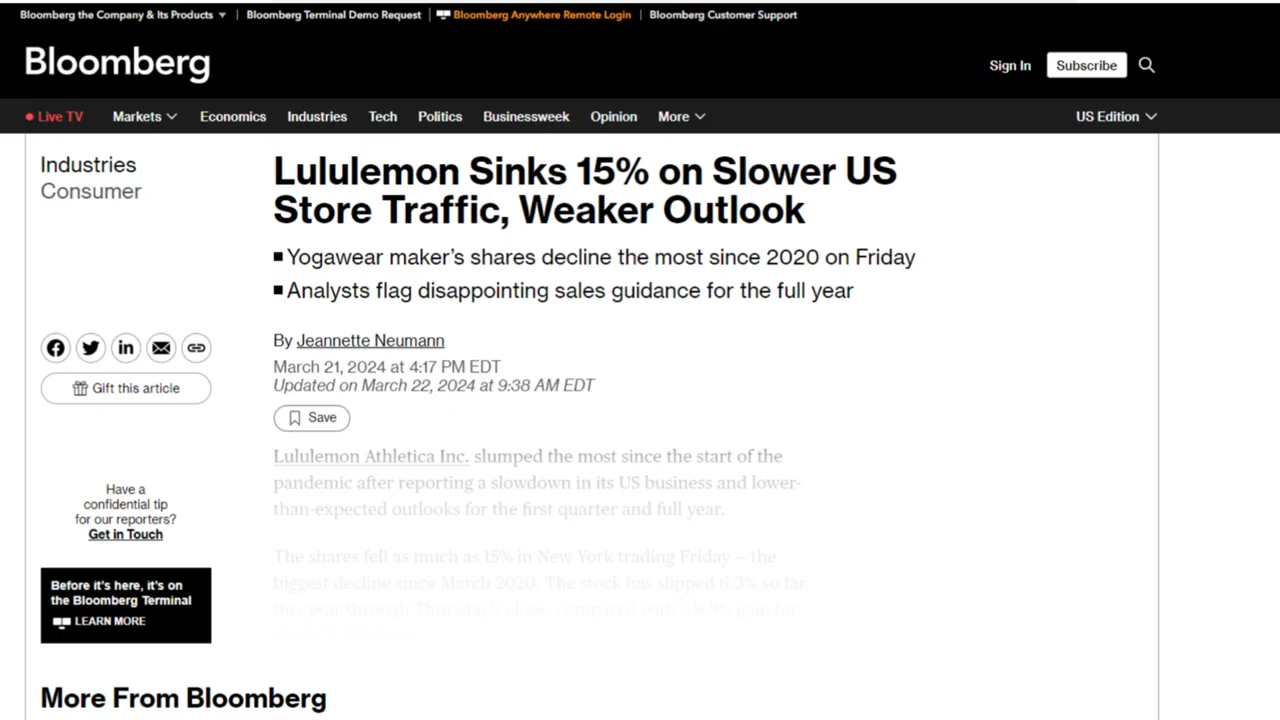 Bloomberg the Company & Its Products
Bloomberg Terminal Demo Request
Bloomberg Anywhere Remote Login
Bloomberg Customer Support
Bloomberg
Sign In
Subscribe
Live TV
Markets
Economics
Industries
Tech
Politics
Businessweek
Opinion
More
US Edition
Industries
Consumer
Lululemon Sinks 15% on Slower US
Store Traffic, Weaker Outlook
Yogawear maker's shares decline the most since 2020 on Friday
Analysts flag disappointing sales guidance for the full year
By Jeannette Neumann
March 21, 2024 at 4:17 PM EDT
Updated on March 22, 2024 at 9:38 AM EDT
Gift this article
Save
Lululemon Athletica Inc. slumped the most since the start of the
pandemic after reporting a slowdown in its US business and lower-
than-expected outlooks for the first quarter and full year.
The shares fell as much as 15% in New York trading Friday – the
biggest decline since March 2020. The stock has slipped 6.3% so far
this year through Thursday's close, compared with a 9.9% gain for
Have a
confidential tip
for our reporters?
Get in Touch
Before it's here, it's on
the Bloomberg Terminal
LEARN MORE
More From Bloomberg